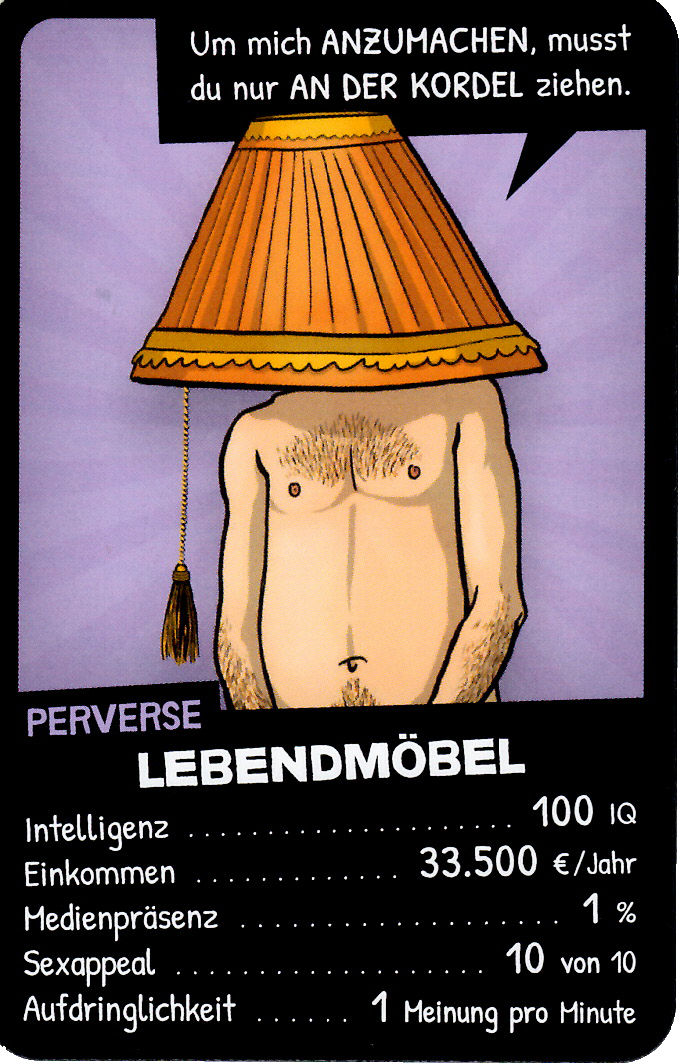 Um mich ANZUMACHEN, musst
du nur AN DER KORDEL ziehen.
PERVERSE
LEBENDMÖBEL
Intelligenz ...................... 100 IQ
Einkommen ............. 33.500 €/Jahr
Medienpräsenz .................... 1 %
Sexappeal ................... 10 von 10
Aufdringlichkeit ...... 1 Meinung pro Minute